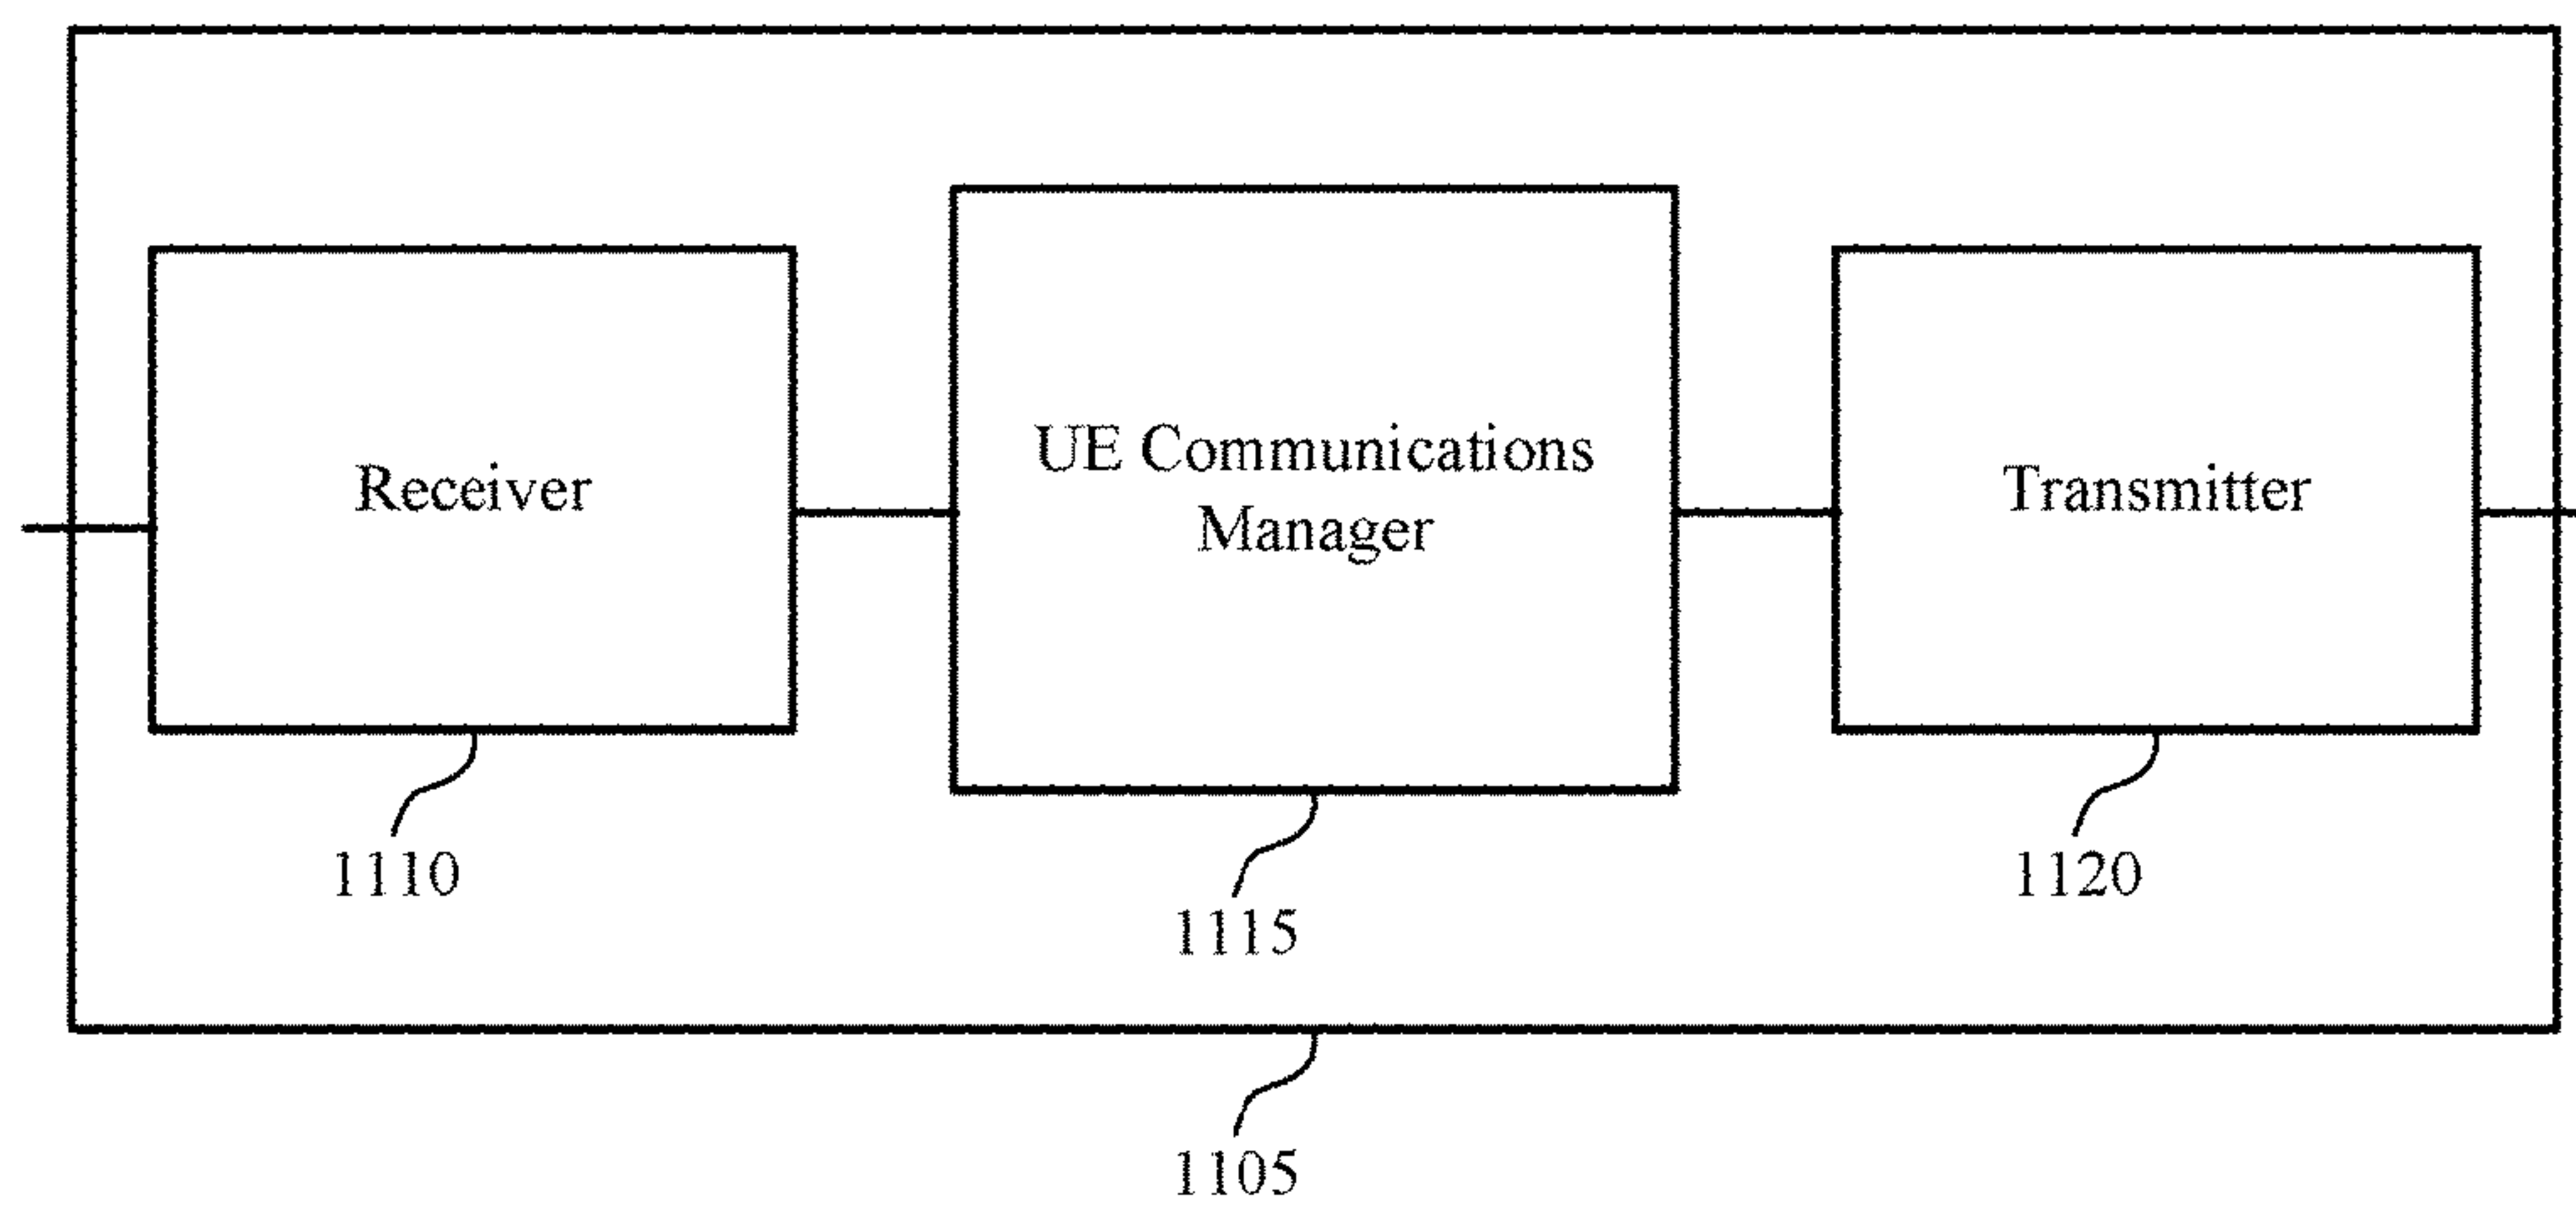 Receiver
UE Communications
Manager
Transmitter
1110
1115
1120
1105